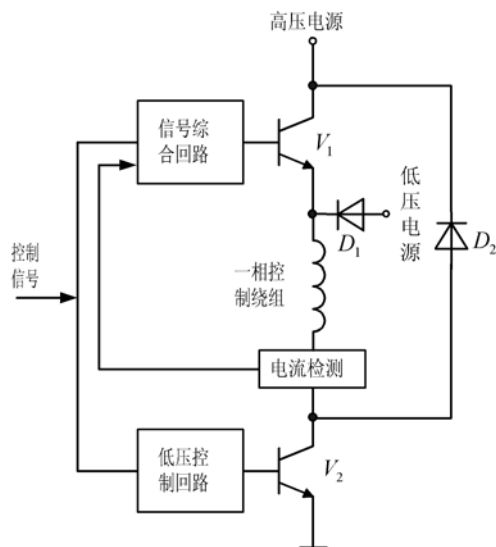 高压电源
信号综
合回路
V1
低
压
电
源
D1
D2
控制
信号
一相控
制绕组
电流检测
低压控
制回路
V2